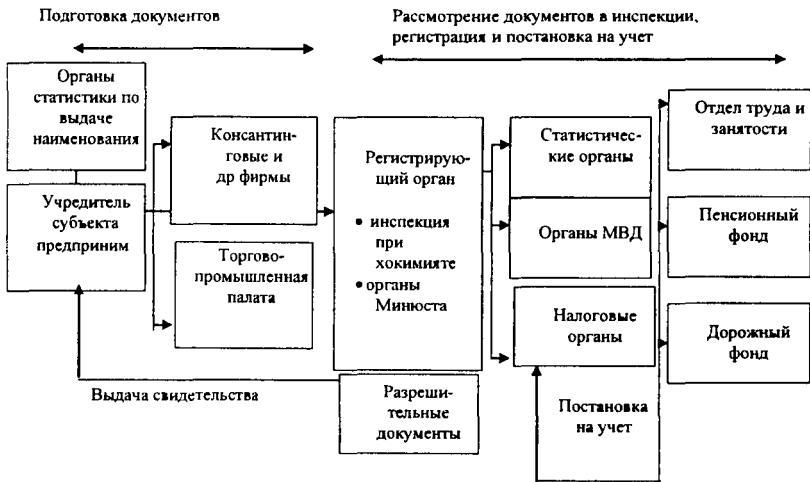 Подготовка документов
Рассмотрение документов в инспекции,
регистрация и постановка на учет
Органы
статистики по
выдаче
наименования
Учредитель
субъекта
предприним
Консантин-
говые и
др фирмы
Торгово-
промышленная
палата
Регистрирую-
щий орган
• инспекция
при
хокимияте
• органы
Минюста
Разреши-
тельные
документы
Выдача свидетельства
Статистичес-
кие органы
Органы МВД
Налоговые
органы
Постановка
на учет
Отдел труда и
занятости
Пенсионный
фонд
Дорожный
фонд